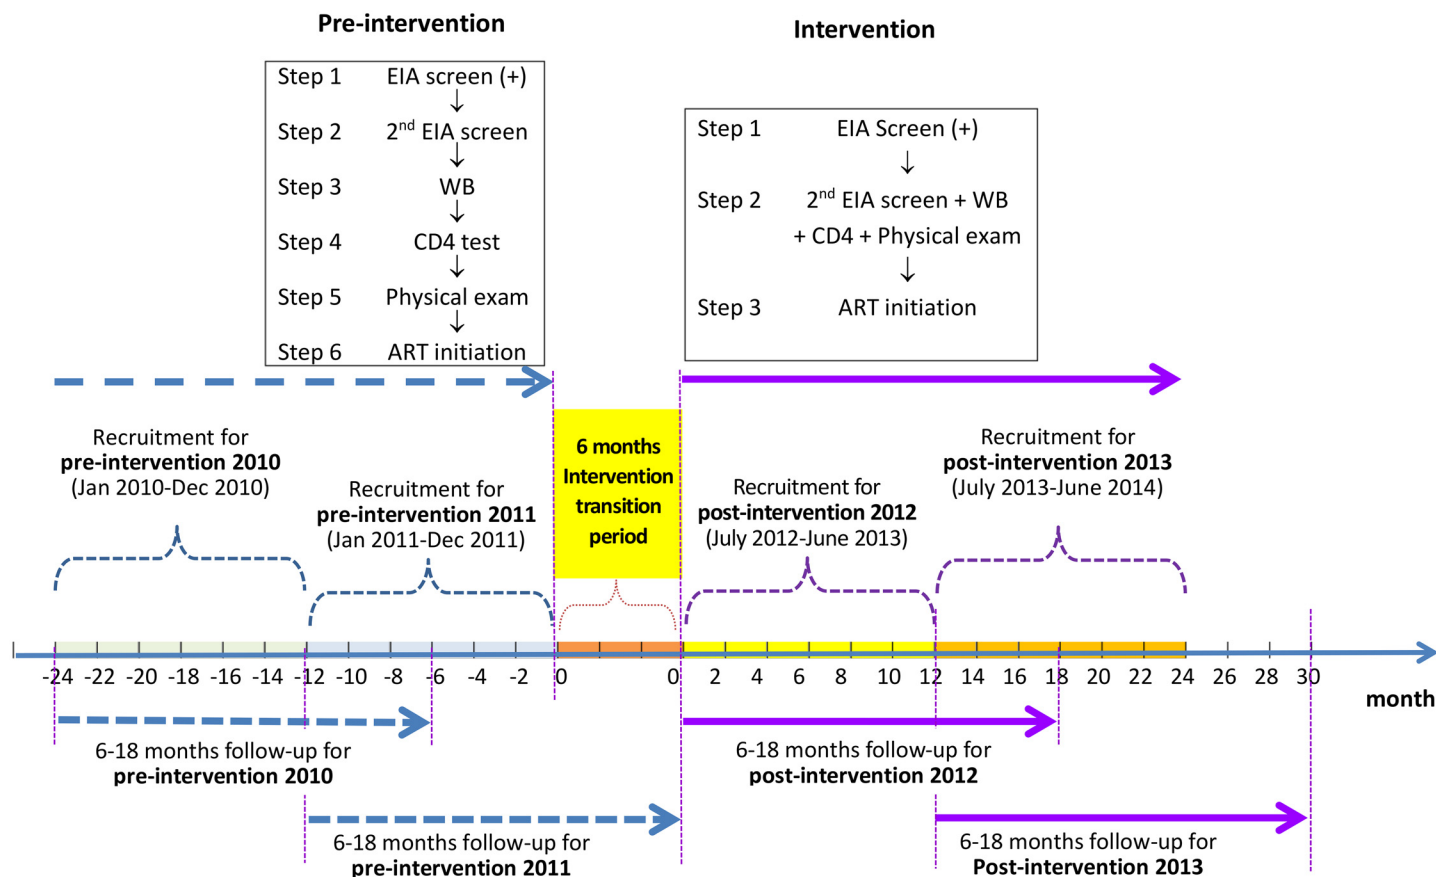 Pre-intervention
Step 1 EIA screen (+)
Step 2 2nd EIA screen
Step 3 WB
Step 4 CD4 test
Step 5 Physical exam
Step 6 ART initiation
Intervention
Step 1 EIA Screen (+)
Step 2 2nd EIA screen + WB
+ CD4 + Physical exam
Step 3 ART initiation
Recruitment for
pre-intervention 2010
(Jan 2010-Dec 2010)
Recruitment for
pre-intervention 2011
(Jan 2011-Dec 2011)
6 months
Intervention
transition
period
Recruitment for
post-intervention 2012
(July 2012-June 2013)
Recruitment for
post-intervention 2013
(July 2013-June 2014)
-24 -22 -20 -18 -16 -14 -12 -10 -8 -6 -4 -2 0 0 2 4 6 8 10 12 14 16 18 20 22 24 26 28 30
month
6-18 months follow-up for
pre-intervention 2010
6-18 months follow-up for
post-intervention 2012
6-18 months follow-up for
pre-intervention 2011
6-18 months follow-up for
Post-intervention 2013